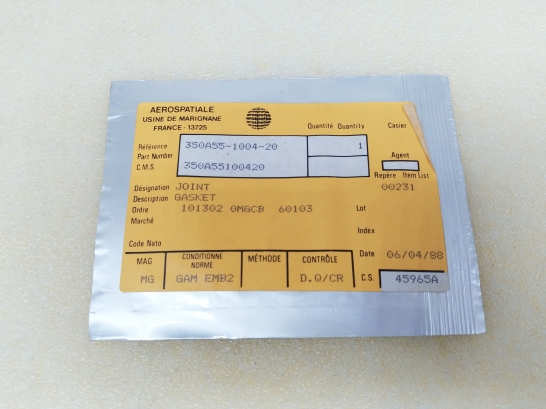 AEROSPATIALE
USINE DE MARIGNANE
FRANCE - 13725
Quantité Quantity
Casier
Référence
Part Number
350A55-1004-20
1
C.M.S.
350A55100420
Agent
Repère Item List
00231
Désignation JOINT
Description GASKET
Ordre 101302 0MGCB 60103
Lot
Marché
Index
Code Nato
Date 06/04/88
MAG
CONDITIONNE
NORME
MÉTHODE
CONTRÔLE
MG
GAM EMB2
D.Q/CR
C.S.
45965A